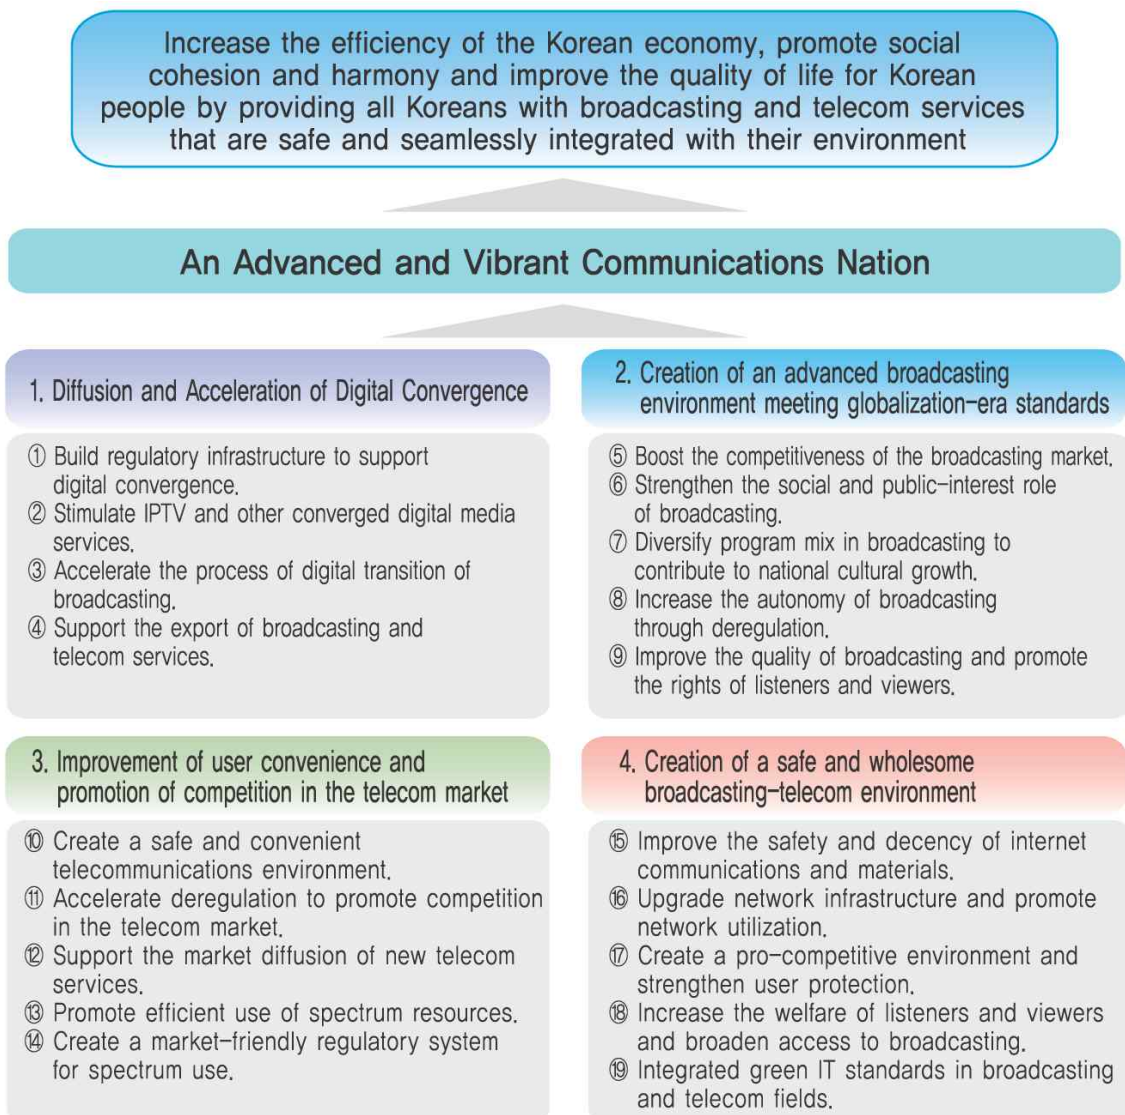 Increase the efficiency of the Korean economy, promote social
cohesion and harmony and improve the quality of life for Korean
people by providing all Koreans with broadcasting and telecom services
that are safe and seamlessly integrated with their environment
An Advanced and Vibrant Communications Nation
1. Diffusion and Acceleration of Digital Convergence
① Build regulatory infrastructure to support
digital convergence.
② Stimulate IPTV and other converged digital media
services.
③ Accelerate the process of digital transition of
broadcasting.
④ Support the export of broadcasting and
telecom services.
2. Creation of an advanced broadcasting
environment meeting globalization-era standards
⑤ Boost the competitiveness of the broadcasting market.
⑥ Strengthen the social and public-interest role
of broadcasting.
⑦ Diversify program mix in broadcasting to
contribute to national cultural growth.
⑧ Increase the autonomy of broadcasting
through deregulation.
⑨ Improve the quality of broadcasting and promote
the rights of listeners and viewers.
3. Improvement of user convenience and
promotion of competition in the telecom market
⑩ Create a safe and convenient
telecommunications environment.
⑪ Accelerate deregulation to promote competition
in the telecom market.
⑫ Support the market diffusion of new telecom
services.
⑬ Promote efficient use of spectrum resources.
⑭ Create a market-friendly regulatory system
for spectrum use.
4. Creation of a safe and wholesome
broadcasting-telecom environment
⑮ Improve the safety and decency of internet
communications and materials.
⑯ Upgrade network infrastructure and promote
network utilization.
⑰ Create a pro-competitive environment and
strengthen user protection.
⑱ Increase the welfare of listeners and viewers
and broaden access to broadcasting.
⑲ Integrated green IT standards in broadcasting
and telecom fields.